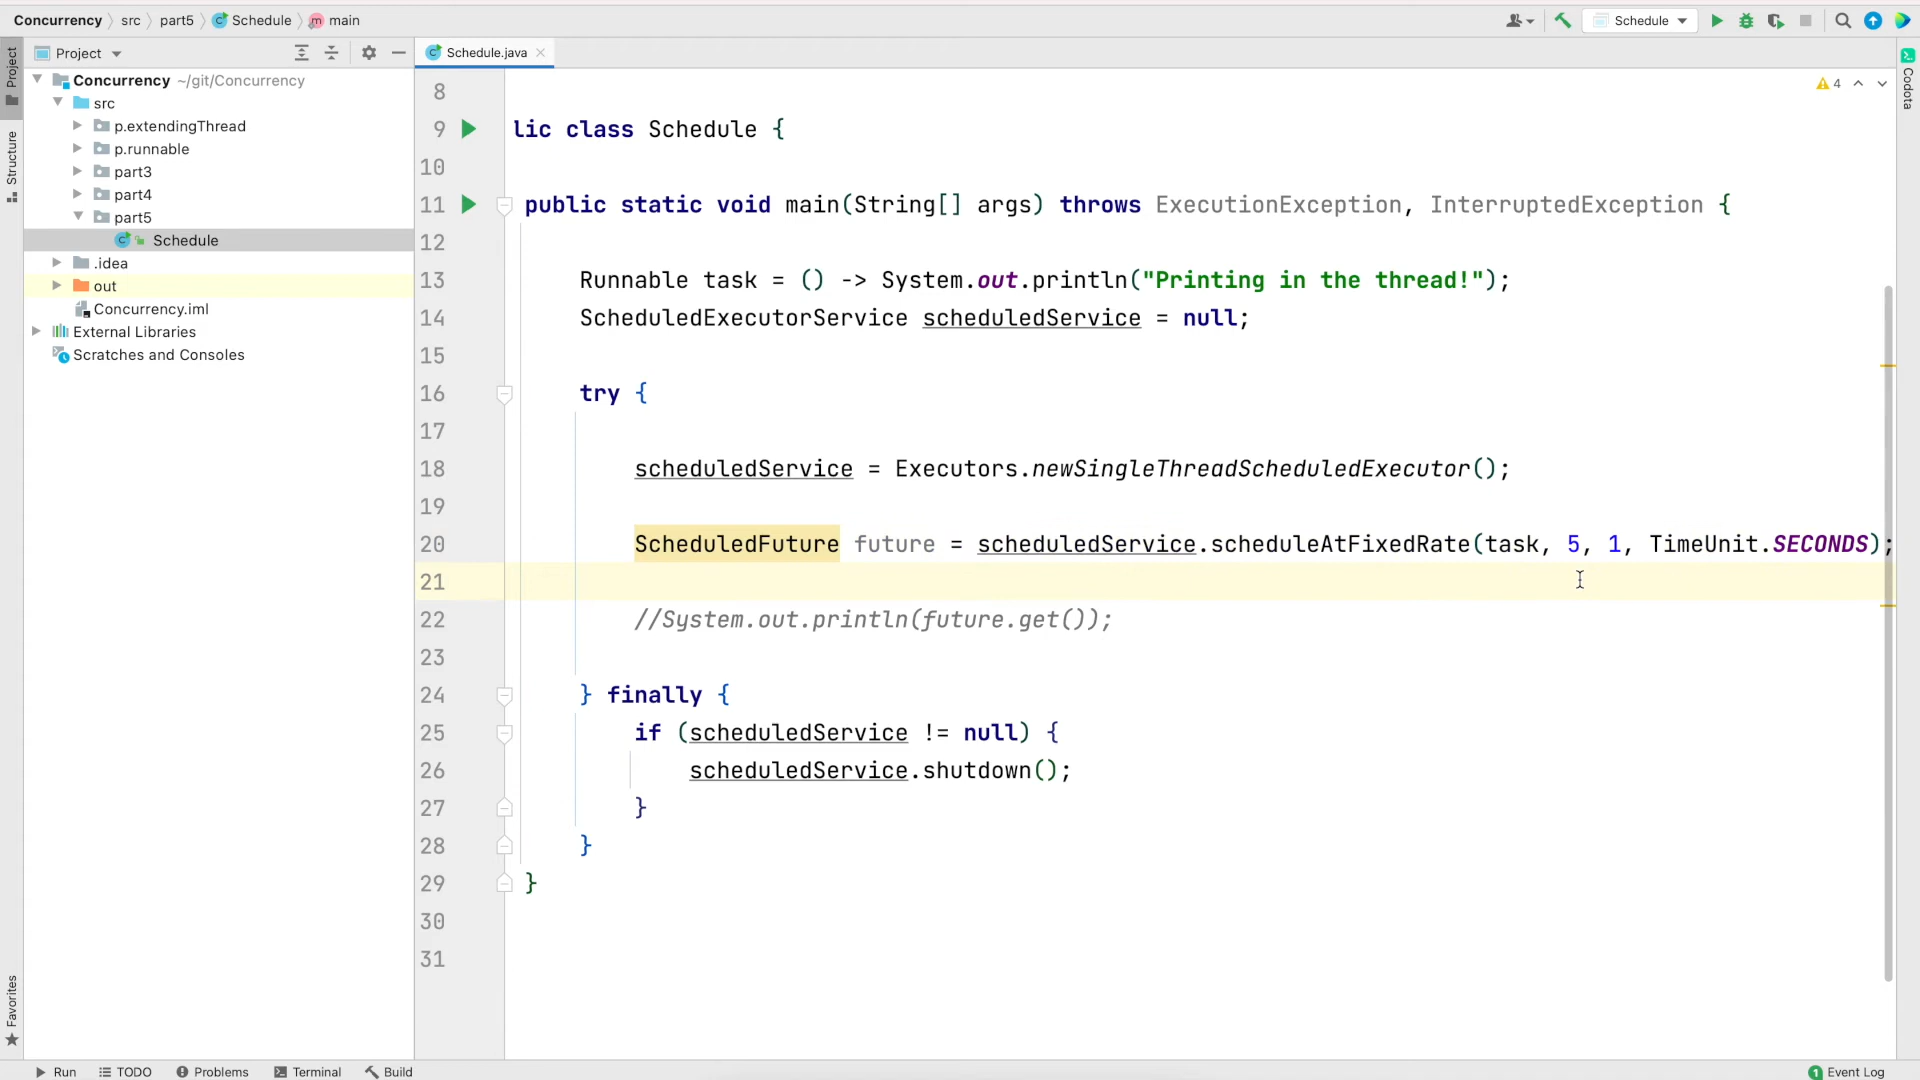 Concurrency src part5 Schedule main
Schedule
Project
Schedule.java
Concurrency ~/git/Concurrency
src
p.extendingThread
p.runnable
part3
part4
part5
Schedule
.idea
out
Concurrency.iml
External Libraries
Scratches and Consoles
Project
Structure
Favorites
4
Codota
8
9 lic class Schedule {
10
11 public static void main(String[] args) throws ExecutionException, InterruptedException {
12
13 Runnable task = () -> System.out.println("Printing in the thread!");
14 ScheduledExecutorService scheduledService = null;
15
16 try {
17
18 scheduledService = Executors.newSingleThreadScheduledExecutor();
19
20 ScheduledFuture future = scheduledService.scheduleAtFixedRate(task, 5, 1, TimeUnit.SECONDS);
21
22 //System.out.println(future.get());
23
24 } finally {
25 if (scheduledService != null) {
26 scheduledService.shutdown();
27 }
28 }
29 }
30
31
Run TODO Problems Terminal Build
1 Event Log